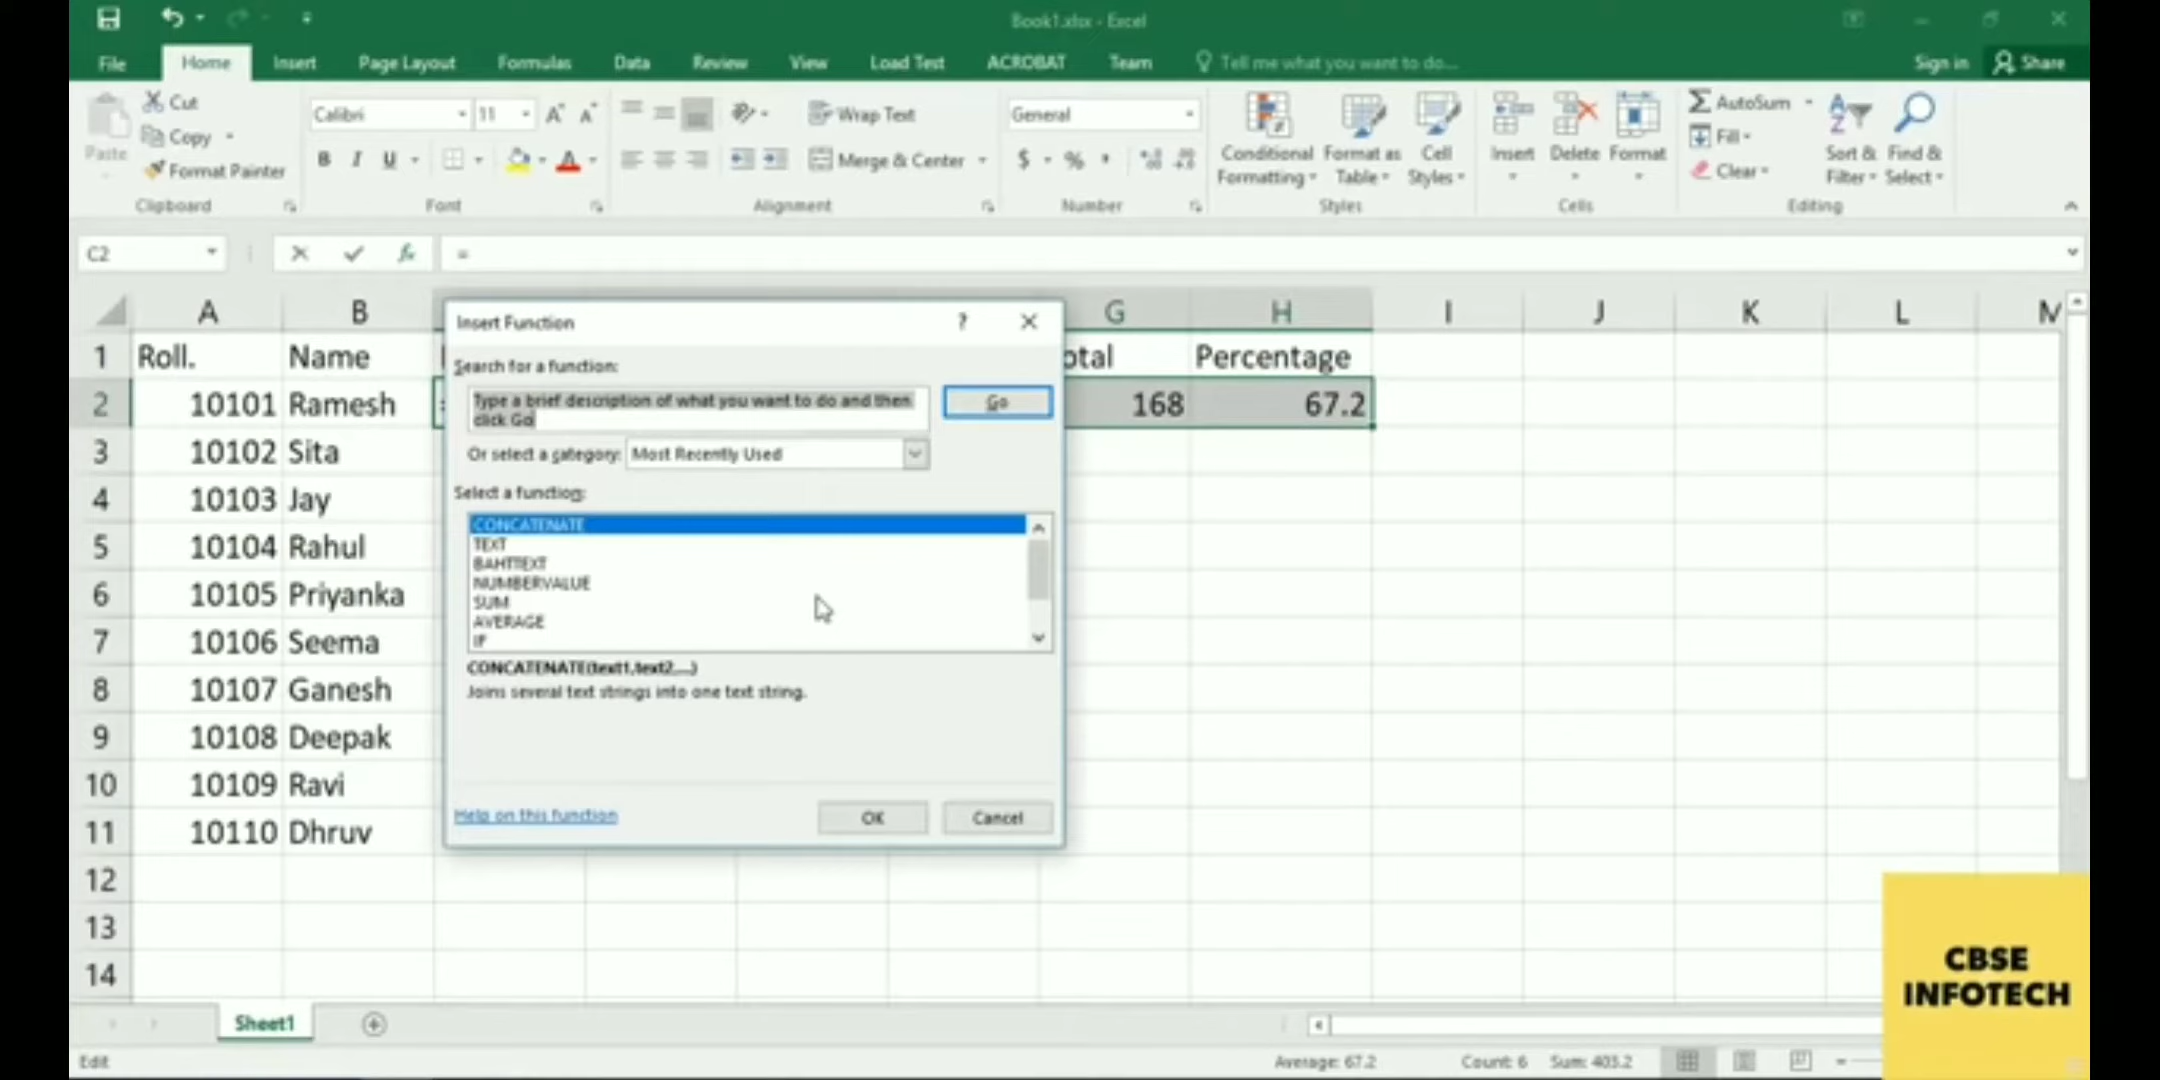 Book1.xlsx - Excel
File Home Insert Page Layout Formulas Data Review View Load Test ACROBAT Team Tell me what you want to do... Sign in Share
Cut
Copy
Paste
Format Painter
Clipboard
Calibri 11
B I U
Font
Wrap Text
Merge & Center
Alignment
General
$ %
Number
Conditional Formatting
Format as Table
Cell Styles
Styles
Insert Delete Format
Cells
AutoSum
Fill
Clear
Sort & Filter
Find & Select
Editing
C2 fx =
A B G H I J K L M
1 Roll. Name otal Percentage
2 10101 Ramesh = 168 67.2
3 10102 Sita
4 10103 Jay
5 10104 Rahul
6 10105 Priyanka
7 10106 Seema
8 10107 Ganesh
9 10108 Deepak
10 10109 Ravi
11 10110 Dhruv
12
13
14
Insert Function ?
Search for a function:
Type a brief description of what you want to do and then
click Go
Go
Or select a category: Most Recently Used
Select a function:
CONCATENATE
TEXT
BAHTTEXT
NUMBERVALUE
SUM
AVERAGE
IF
CONCATENATE(text1,text2,...)
Joins several text strings into one text string.
Help on this function OK Cancel
CBSE
INFOTECH
Sheet1
Edit Average: 67.2 Count: 6 Sum: 403.2